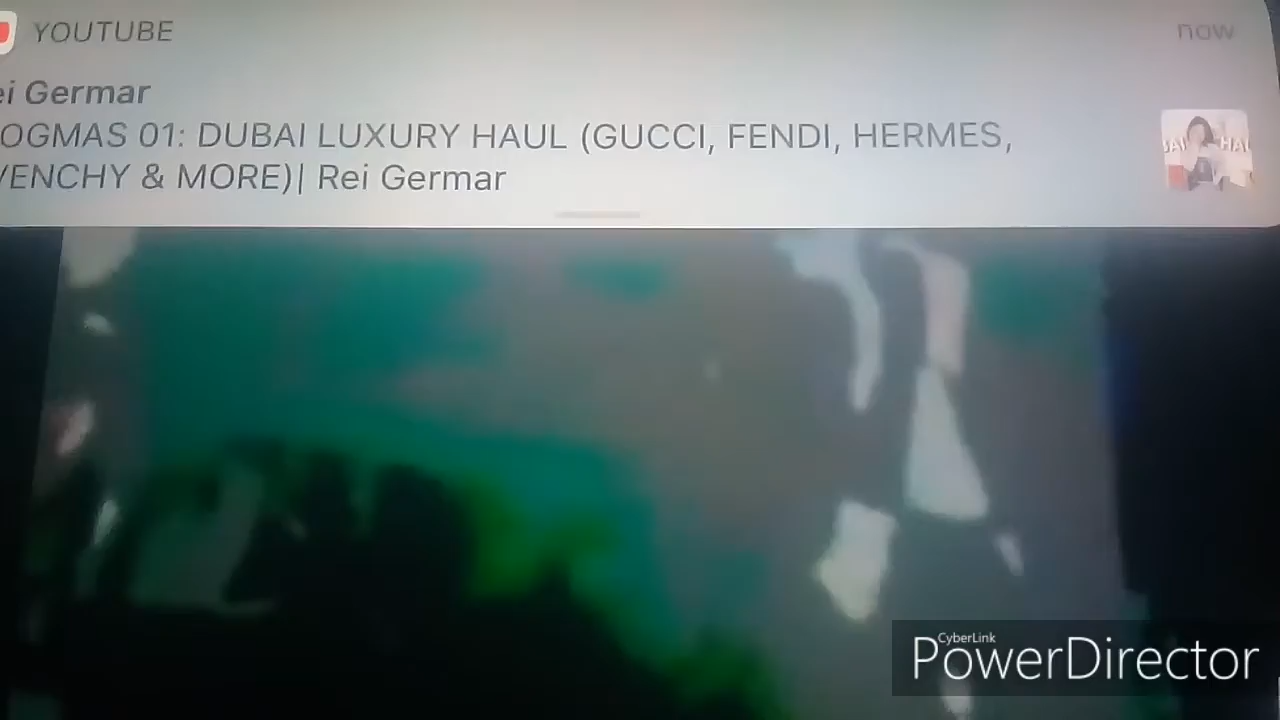 YOUTUBE
now
ei Germar
OGMAS 01: DUBAI LUXURY HAUL (GUCCI, FENDI, HERMES,
VENCHY & MORE)| Rei Germar
CyberLink
PowerDirector